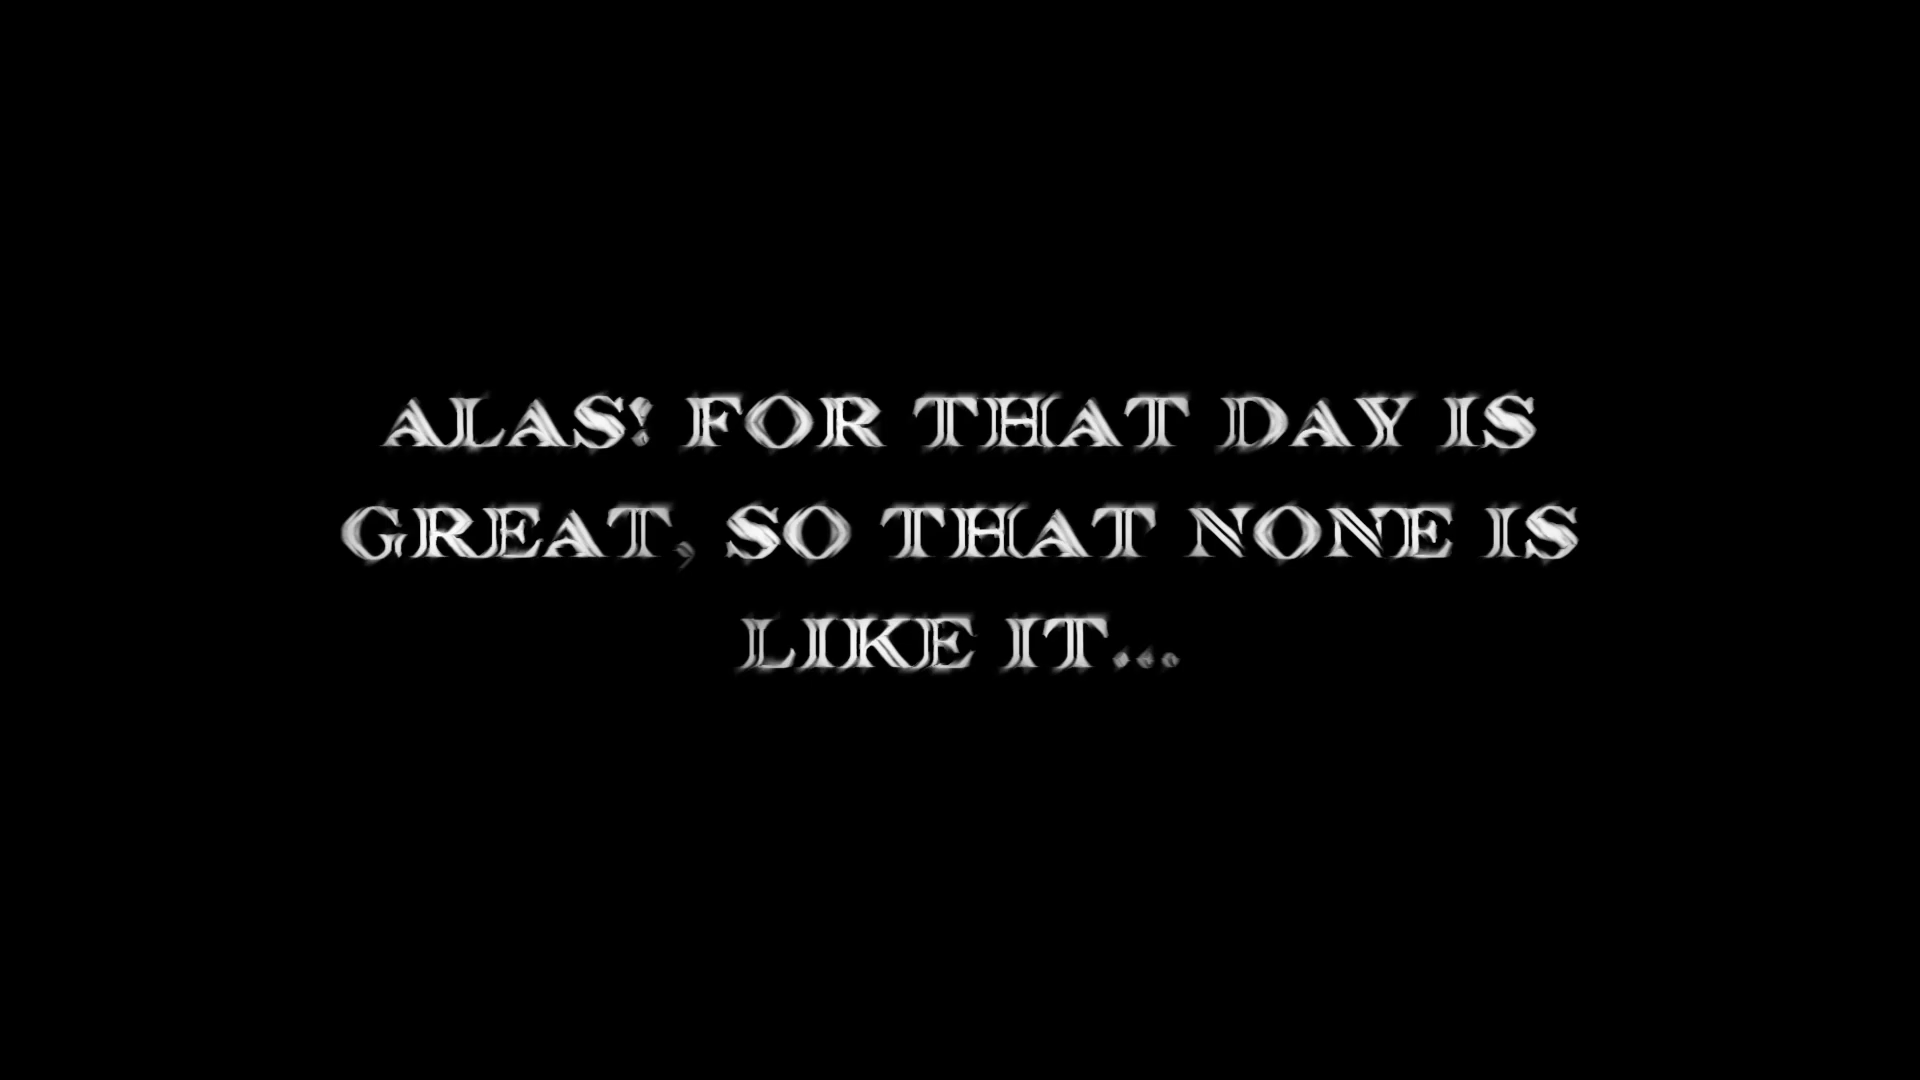 ALAS! FOR THAT DAY IS
GREAT, SO THAT NONE IS
LIKE IT...